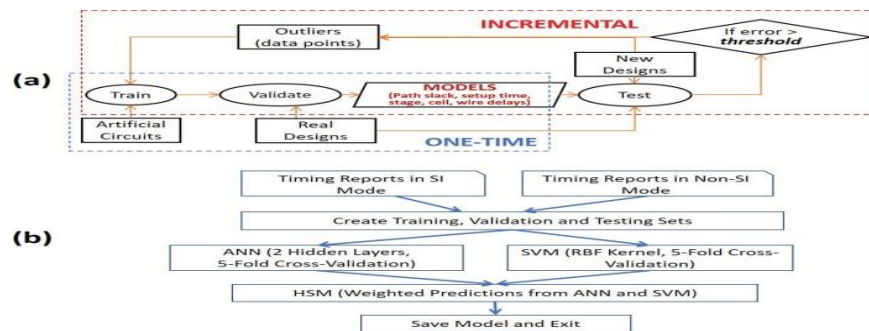 INCREMENTAL
Outliers
(data points)
If error >
threshold
New
Designs
(a)
Train
Validate
MODELS
(Path slack, setup time,
stage, cell, wire delays)
Test
Artificial
Circuits
Real
Designs
ONE-TIME
Timing Reports in SI
Mode
Timing Reports in Non-SI
Mode
Create Training, Validation and Testing Sets
(b)
ANN (2 Hidden Layers,
5-Fold Cross-Validation)
SVM (RBF Kernel, 5-Fold Cross-
Validation)
HSM (Weighted Predictions from ANN and SVM)
Save Model and Exit